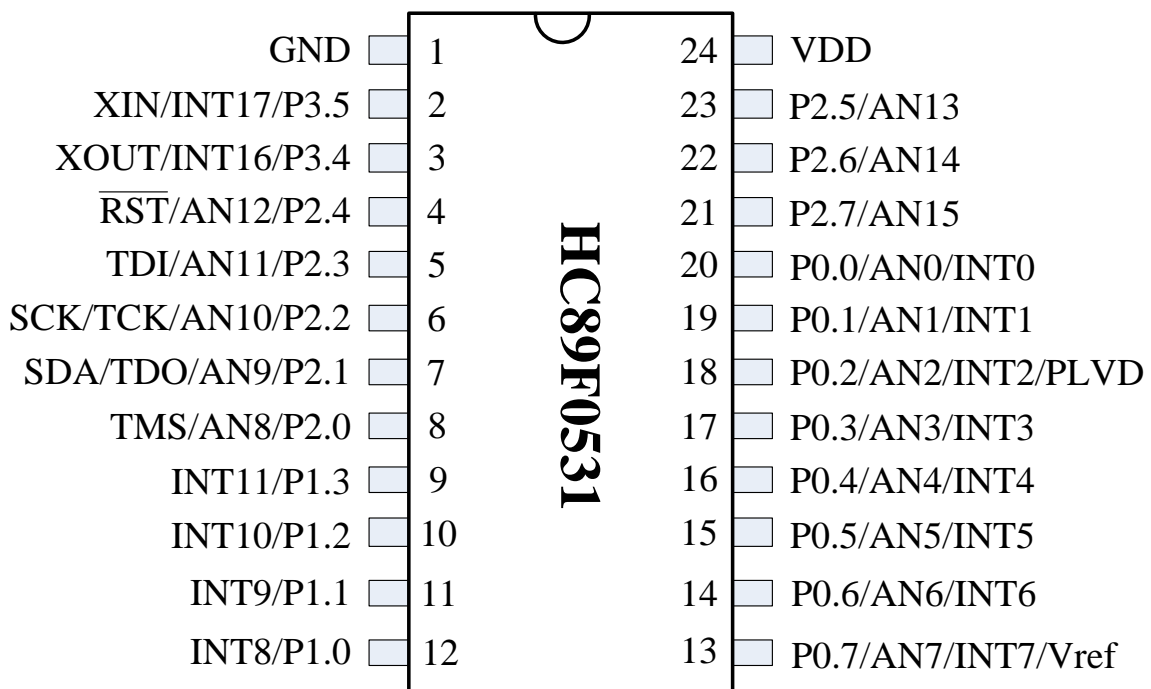 GND 1 24 VDD
XIN/INT17/P3.5 2 23 P2.5/AN13
XOUT/INT16/P3.4 3 22 P2.6/AN14
RST/AN12/P2.4 4 21 P2.7/AN15
TDI/AN11/P2.3 5 20 P0.0/AN0/INT0
SCK/TCK/AN10/P2.2 6 19 P0.1/AN1/INT1
SDA/TDO/AN9/P2.1 7 18 P0.2/AN2/INT2/PLVD
TMS/AN8/P2.0 8 17 P0.3/AN3/INT3
INT11/P1.3 9 16 P0.4/AN4/INT4
INT10/P1.2 10 15 P0.5/AN5/INT5
INT9/P1.1 11 14 P0.6/AN6/INT6
INT8/P1.0 12 13 P0.7/AN7/INT7/Vref
HC89F0531